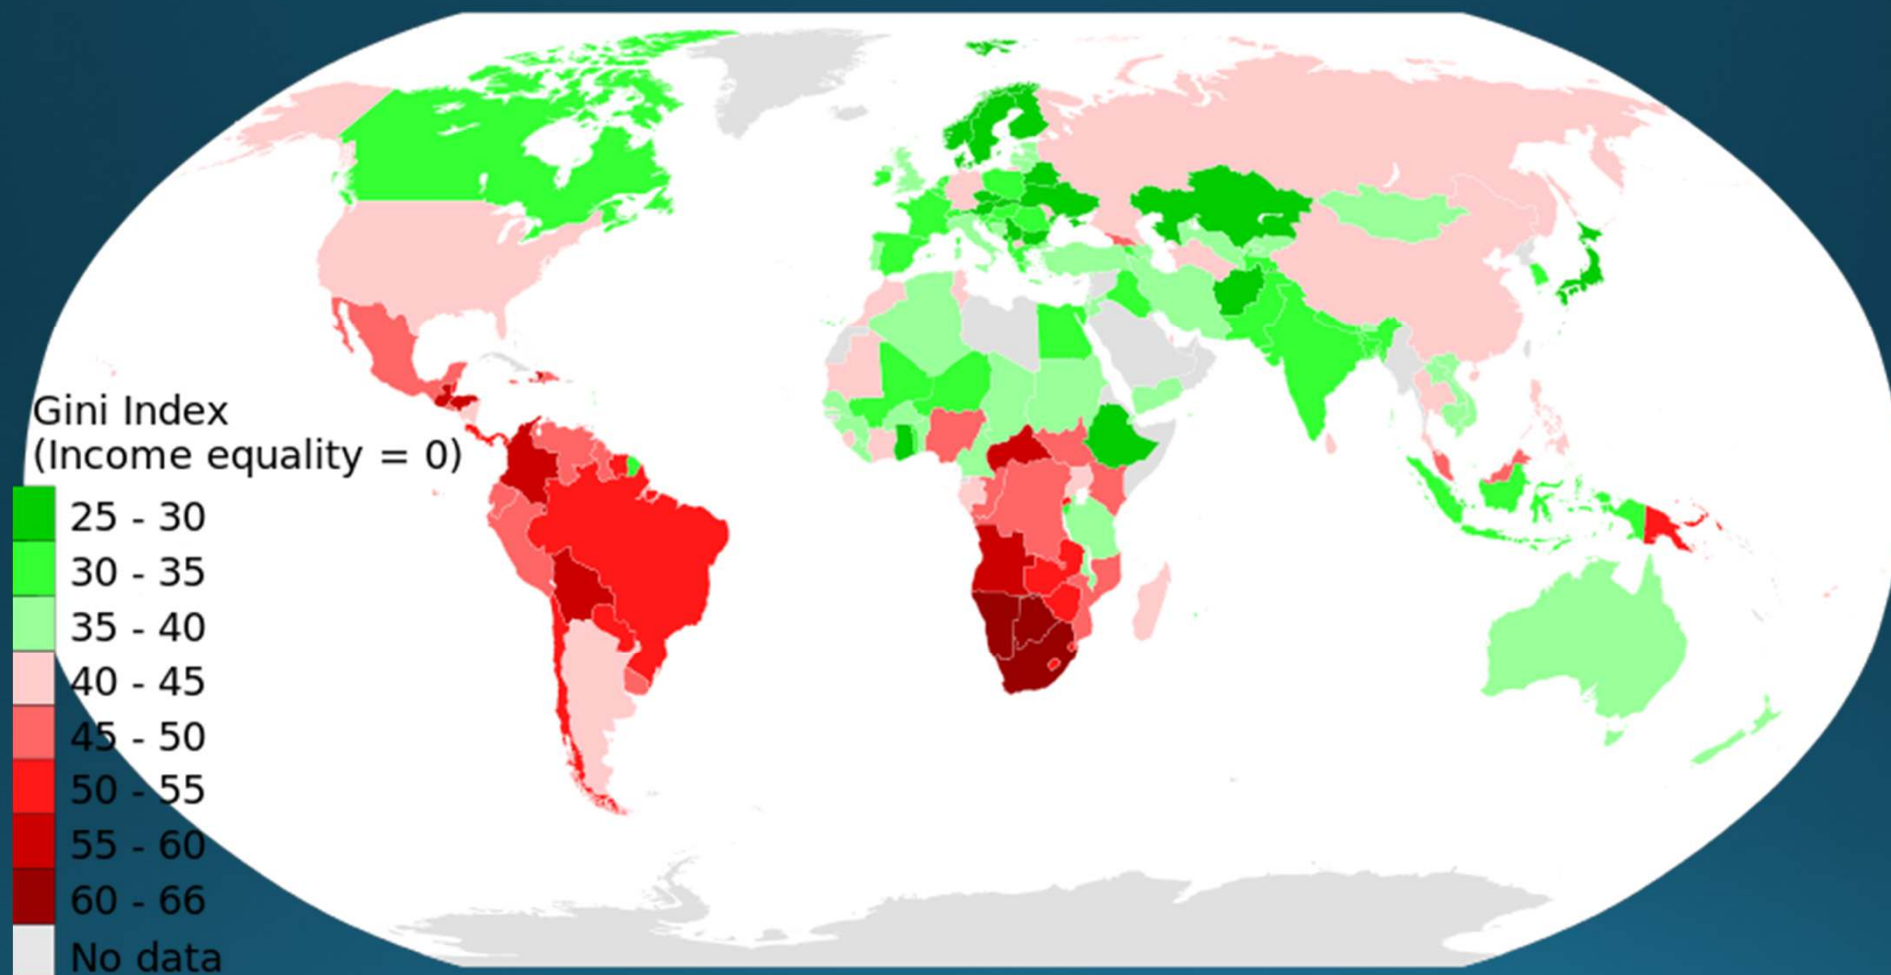 Gini Index
(Income equality = 0)
25 - 30
30 - 35
35 - 40
40 - 45
45 - 50
50 - 55
55 - 60
60 - 66
No data